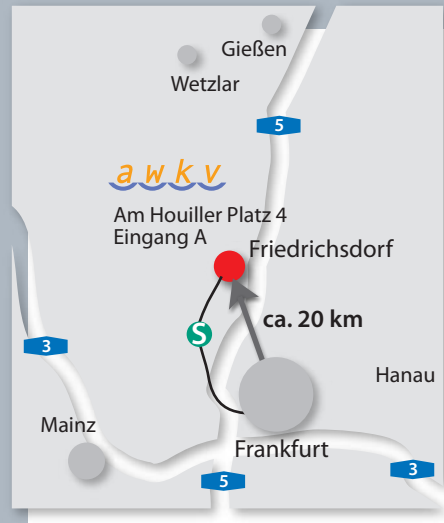 Gießen
Wetzlar
5
awkv
Am Houiller Platz 4
Eingang A
Friedrichsdorf
ca. 20 km
S
3
Hanau
Mainz
Frankfurt
5
3